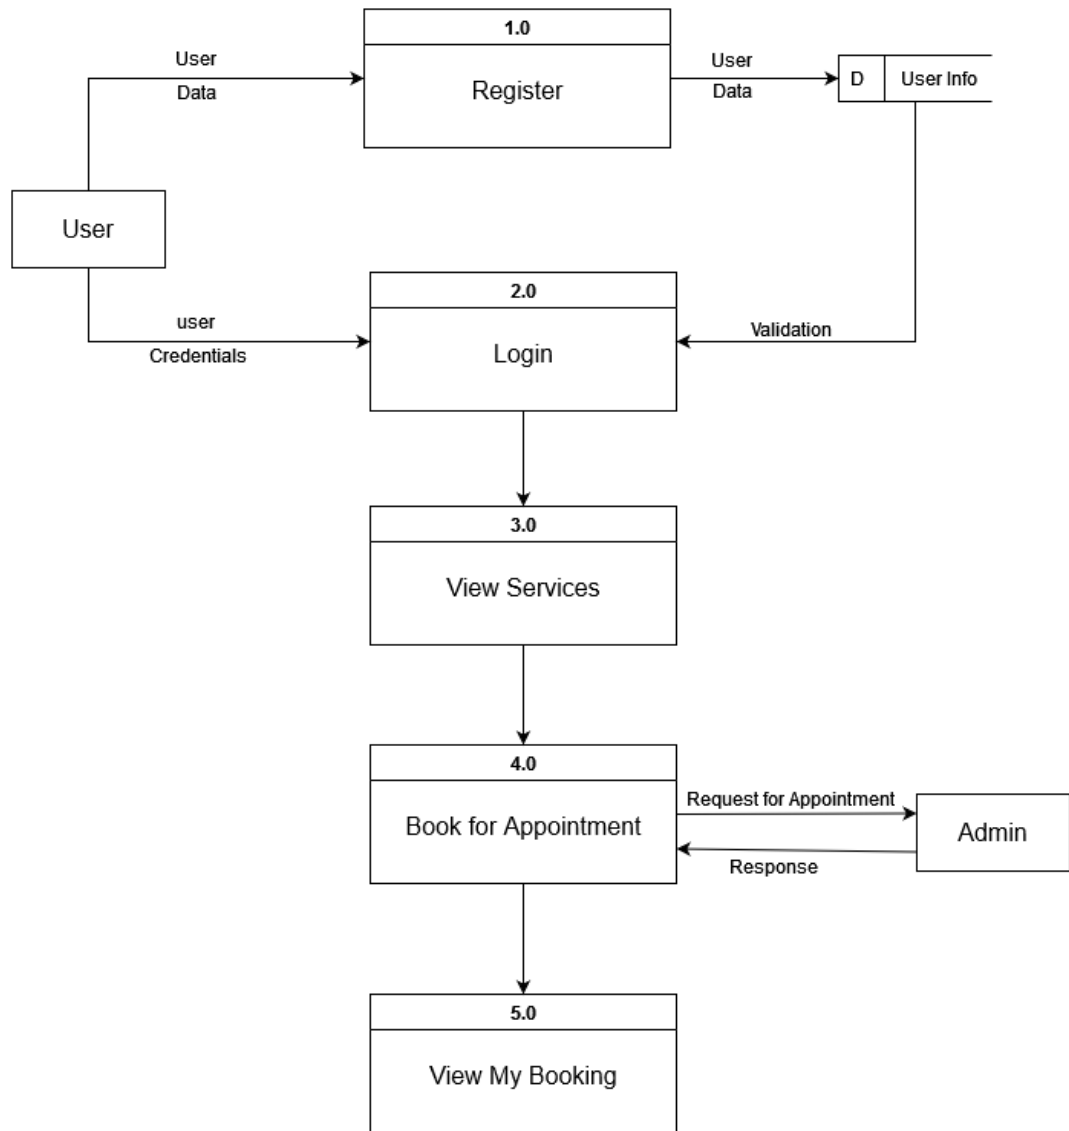 1.0
Register
User
Data
User
Data
D
User Info
User
2.0
Login
user
Credentials
Validation
3.0
View Services
4.0
Book for Appointment
Request for Appointment
Response
Admin
5.0
View My Booking